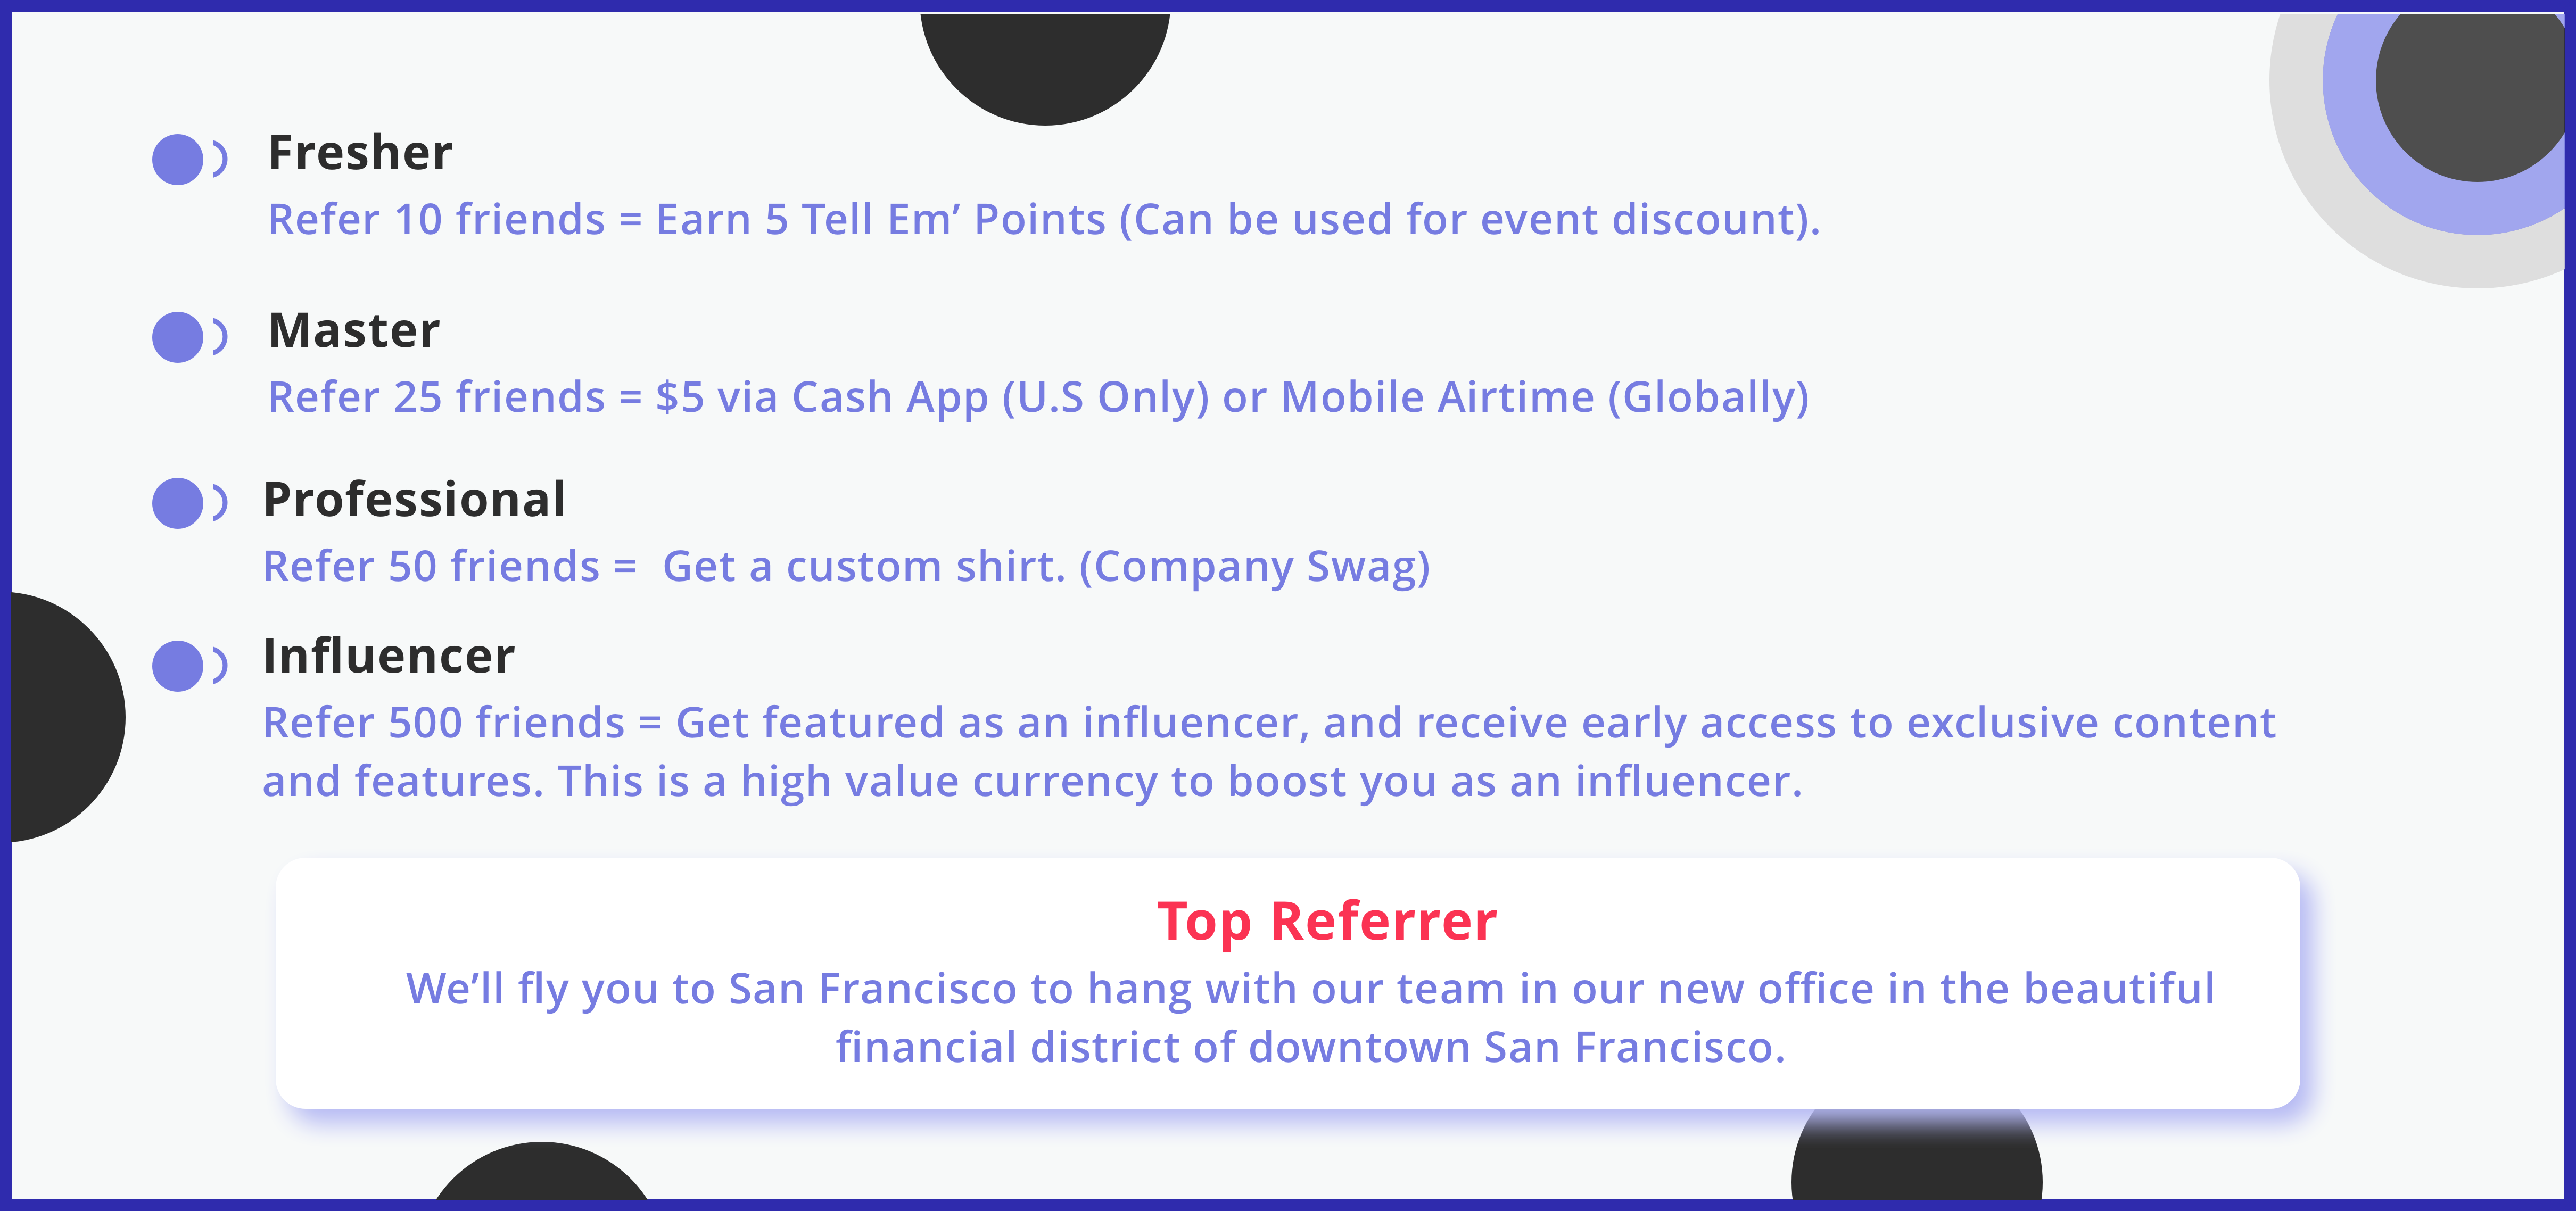 Fresher
Refer 10 friends = Earn 5 Tell Em’ Points (Can be used for event discount).
Master
Refer 25 friends = $5 via Cash App (U.S Only) or Mobile Airtime (Globally)
Professional
Refer 50 friends =  Get a custom shirt. (Company Swag)
Influencer
Refer 500 friends = Get featured as an influencer, and receive early access to exclusive content
and features. This is a high value currency to boost you as an influencer.
Top Referrer
We’ll fly you to San Francisco to hang with our team in our new office in the beautiful
financial district of downtown San Francisco.